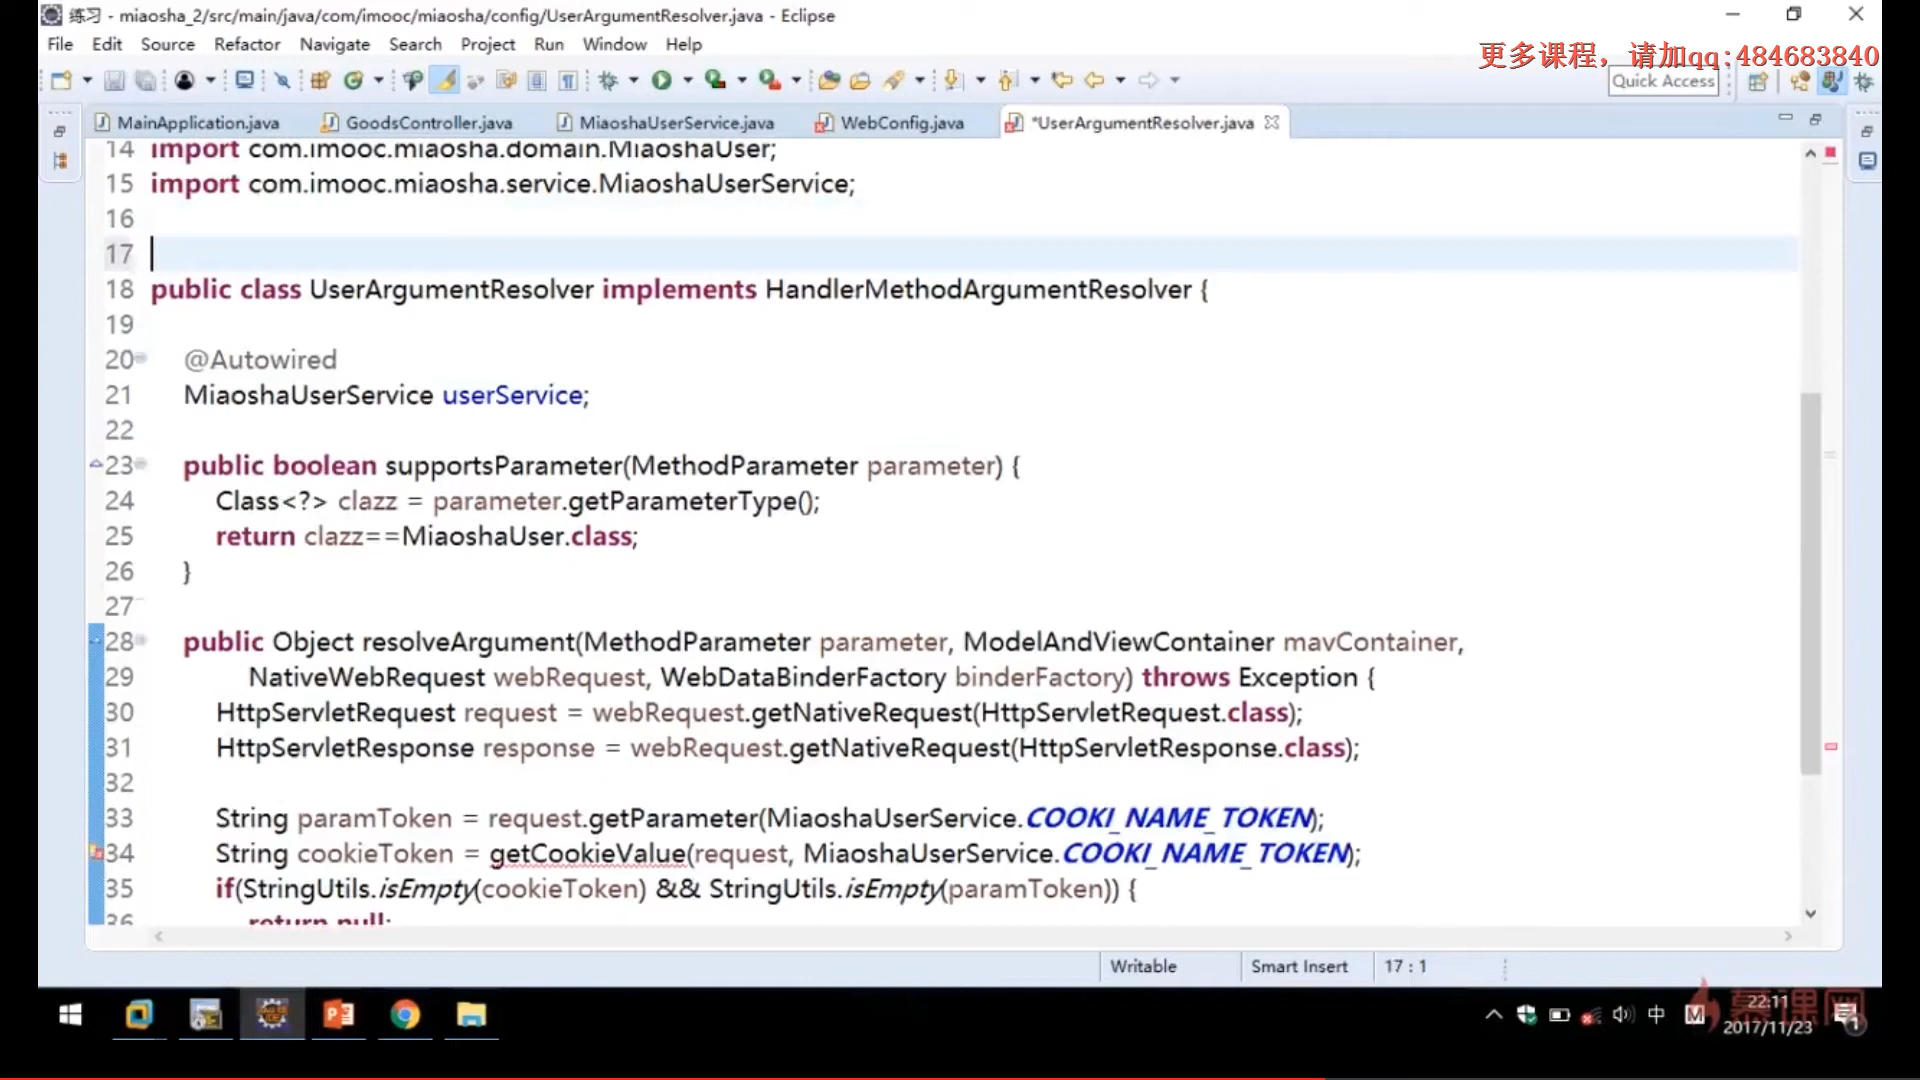 练习 - miaosha_2/src/main/java/com/imooc/miaosha/config/UserArgumentResolver.java - Eclipse
File Edit Source Refactor Navigate Search Project Run Window Help
更多课程，请加qq:484683840
Quick Access
MainApplication.java GoodsController.java MiaoshaUserService.java WebConfig.java *UserArgumentResolver.java
14 import com.imooc.miaosha.domain.MiaoshaUser;
15 import com.imooc.miaosha.service.MiaoshaUserService;
16
17
18 public class UserArgumentResolver implements HandlerMethodArgumentResolver {
19
20 @Autowired
21 MiaoshaUserService userService;
22
23 public boolean supportsParameter(MethodParameter parameter) {
24 Class<?> clazz = parameter.getParameterType();
25 return clazz==MiaoshaUser.class;
26 }
27
28 public Object resolveArgument(MethodParameter parameter, ModelAndViewContainer mavContainer,
29 NativeWebRequest webRequest, WebDataBinderFactory binderFactory) throws Exception {
30 HttpServletRequest request = webRequest.getNativeRequest(HttpServletRequest.class);
31 HttpServletResponse response = webRequest.getNativeRequest(HttpServletResponse.class);
32
33 String paramToken = request.getParameter(MiaoshaUserService.COOKI_NAME_TOKEN);
34 String cookieToken = getCookieValue(request, MiaoshaUserService.COOKI_NAME_TOKEN);
35 if(StringUtils.isEmpty(cookieToken) && StringUtils.isEmpty(paramToken)) {
36 return null;
Writable Smart Insert 17 : 1
中 M 22:11
慕课网
2017/11/23 1